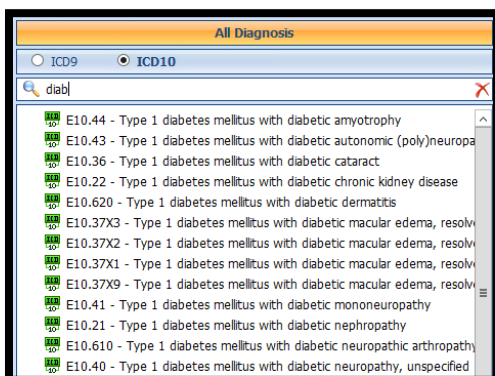 All Diagnosis
ICD9 ICD10
diab
E10.44 - Type 1 diabetes mellitus with diabetic amyotrophy
E10.43 - Type 1 diabetes mellitus with diabetic autonomic (poly)neuropa
E10.36 - Type 1 diabetes mellitus with diabetic cataract
E10.22 - Type 1 diabetes mellitus with diabetic chronic kidney disease
E10.620 - Type 1 diabetes mellitus with diabetic dermatitis
E10.37X3 - Type 1 diabetes mellitus with diabetic macular edema, resolve
E10.37X2 - Type 1 diabetes mellitus with diabetic macular edema, resolve
E10.37X1 - Type 1 diabetes mellitus with diabetic macular edema, resolve
E10.37X9 - Type 1 diabetes mellitus with diabetic macular edema, resolve
E10.41 - Type 1 diabetes mellitus with diabetic mononeuropathy
E10.21 - Type 1 diabetes mellitus with diabetic nephropathy
E10.610 - Type 1 diabetes mellitus with diabetic neuropathic arthropathy
E10.40 - Type 1 diabetes mellitus with diabetic neuropathy, unspecified